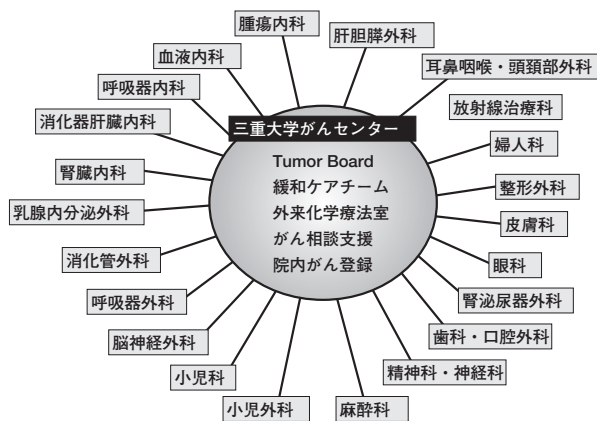 腫瘍内科
肝胆膵外科
血液内科
耳鼻咽喉・頭頚部外科
呼吸器内科
放射線治療科
消化器肝臓内科
三重大学がんセンター
婦人科
Tumor Board
腎臓内科
緩和ケアチーム
整形外科
乳腺内分泌外科
外来化学療法室
皮膚科
がん相談支援
消化管外科
院内がん登録
眼科
呼吸器外科
腎泌尿器外科
脳神経外科
歯科・口腔外科
小児科
精神科・神経科
小児外科
麻酔科